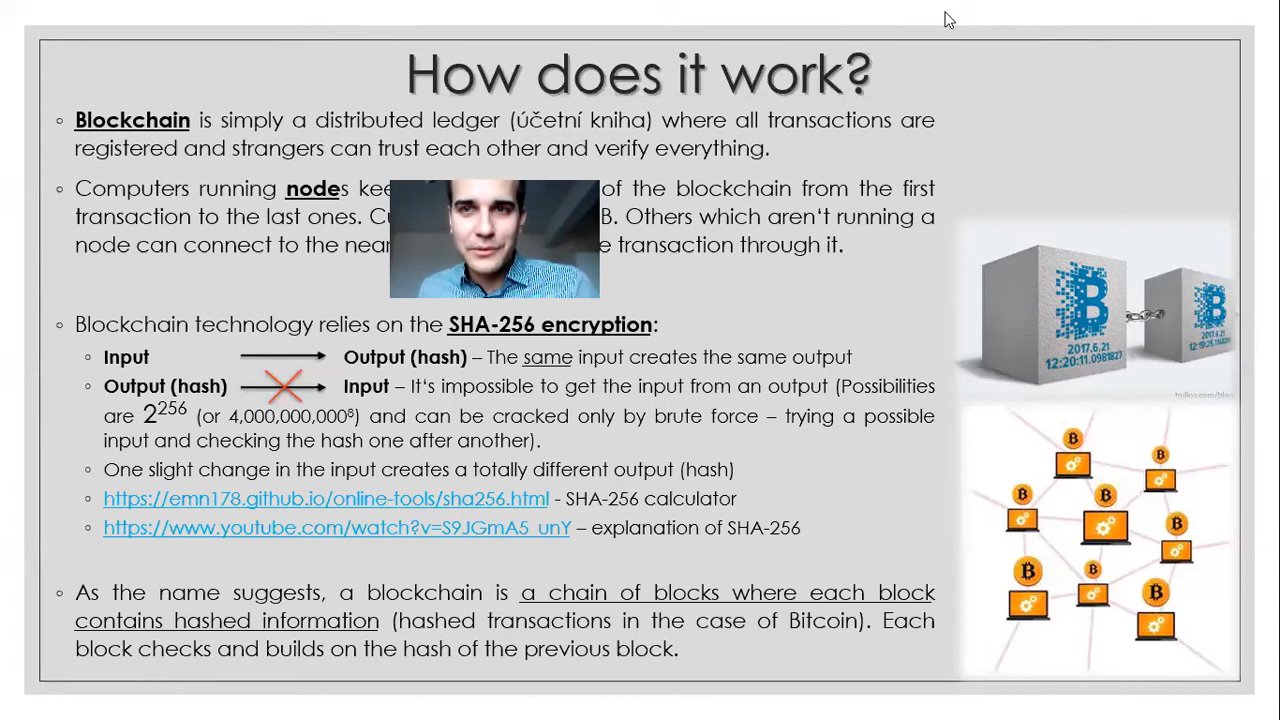 How does it work?
Blockchain is simply a distributed ledger (účetní kniha) where all transactions are
registered and strangers can trust each other and verify everything.
Computers running nodes of the blockchain from the first
transaction to the last ones. B. Others which aren't running a
node can connect to the transaction through it.
Blockchain technology relies on the SHA-256 encryption:
Input Output (hash) – The same input creates the same output
Output (hash) Input – It's impossible to get the input from an output (Possibilities
are 2²⁵⁶ (or 4,000,000,000⁸) and can be cracked only by brute force – trying a possible
input and checking the hash one after another).
One slight change in the input creates a totally different output (hash)
https://emn178.github.io/online-tools/sha256.html - SHA-256 calculator
https://www.youtube.com/watch?v=S9JGmA5_unY – explanation of SHA-256
As the name suggests, a blockchain is a chain of blocks where each block
contains hashed information (hashed transactions in the case of Bitcoin). Each
block checks and builds on the hash of the previous block.
2017.6.21
12:20:11.0981827
2017.6.21